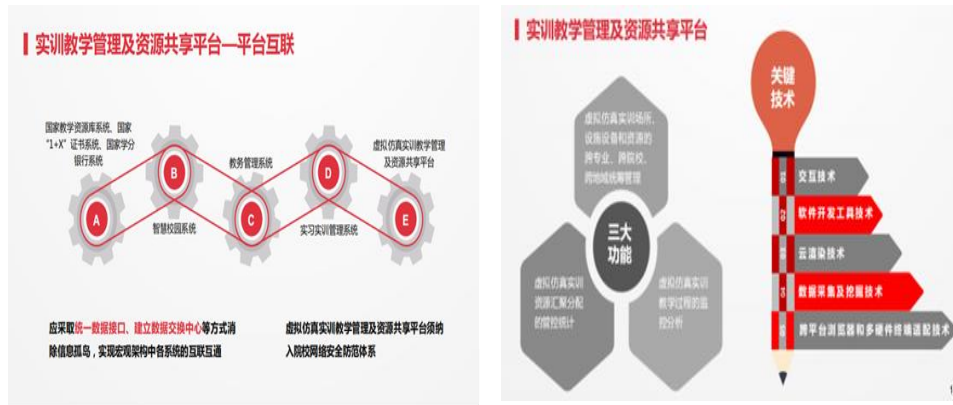 实训教学管理及资源共享平台—平台互联
国家教学资源库系统、国家
“1+X”证书系统、国家学分
银行系统
A
B
智慧校园系统
教务管理系统
C
D
实习实训管理系统
虚拟仿真实训教学管理
及资源共享平台
E
应采取统一数据接口、建立数据交换中心等方式消
除信息孤岛，实现宏观架构中各系统的互联互通
虚拟仿真实训教学管理及资源共享平台须纳
入院校网络安全防范体系
实训教学管理及资源共享平台
虚拟仿真实训场所、
设施设备和资源的
跨专业、跨院校、
跨地域统筹管理
三大
功能
虚拟仿真实训
资源汇聚分配
的管控统计
虚拟仿真实训
教学过程的监
控分析
关键
技术
交互技术
软件开发工具技术
云渲染技术
数据采集及挖掘技术
跨平台浏览器和多硬件终端适配技术